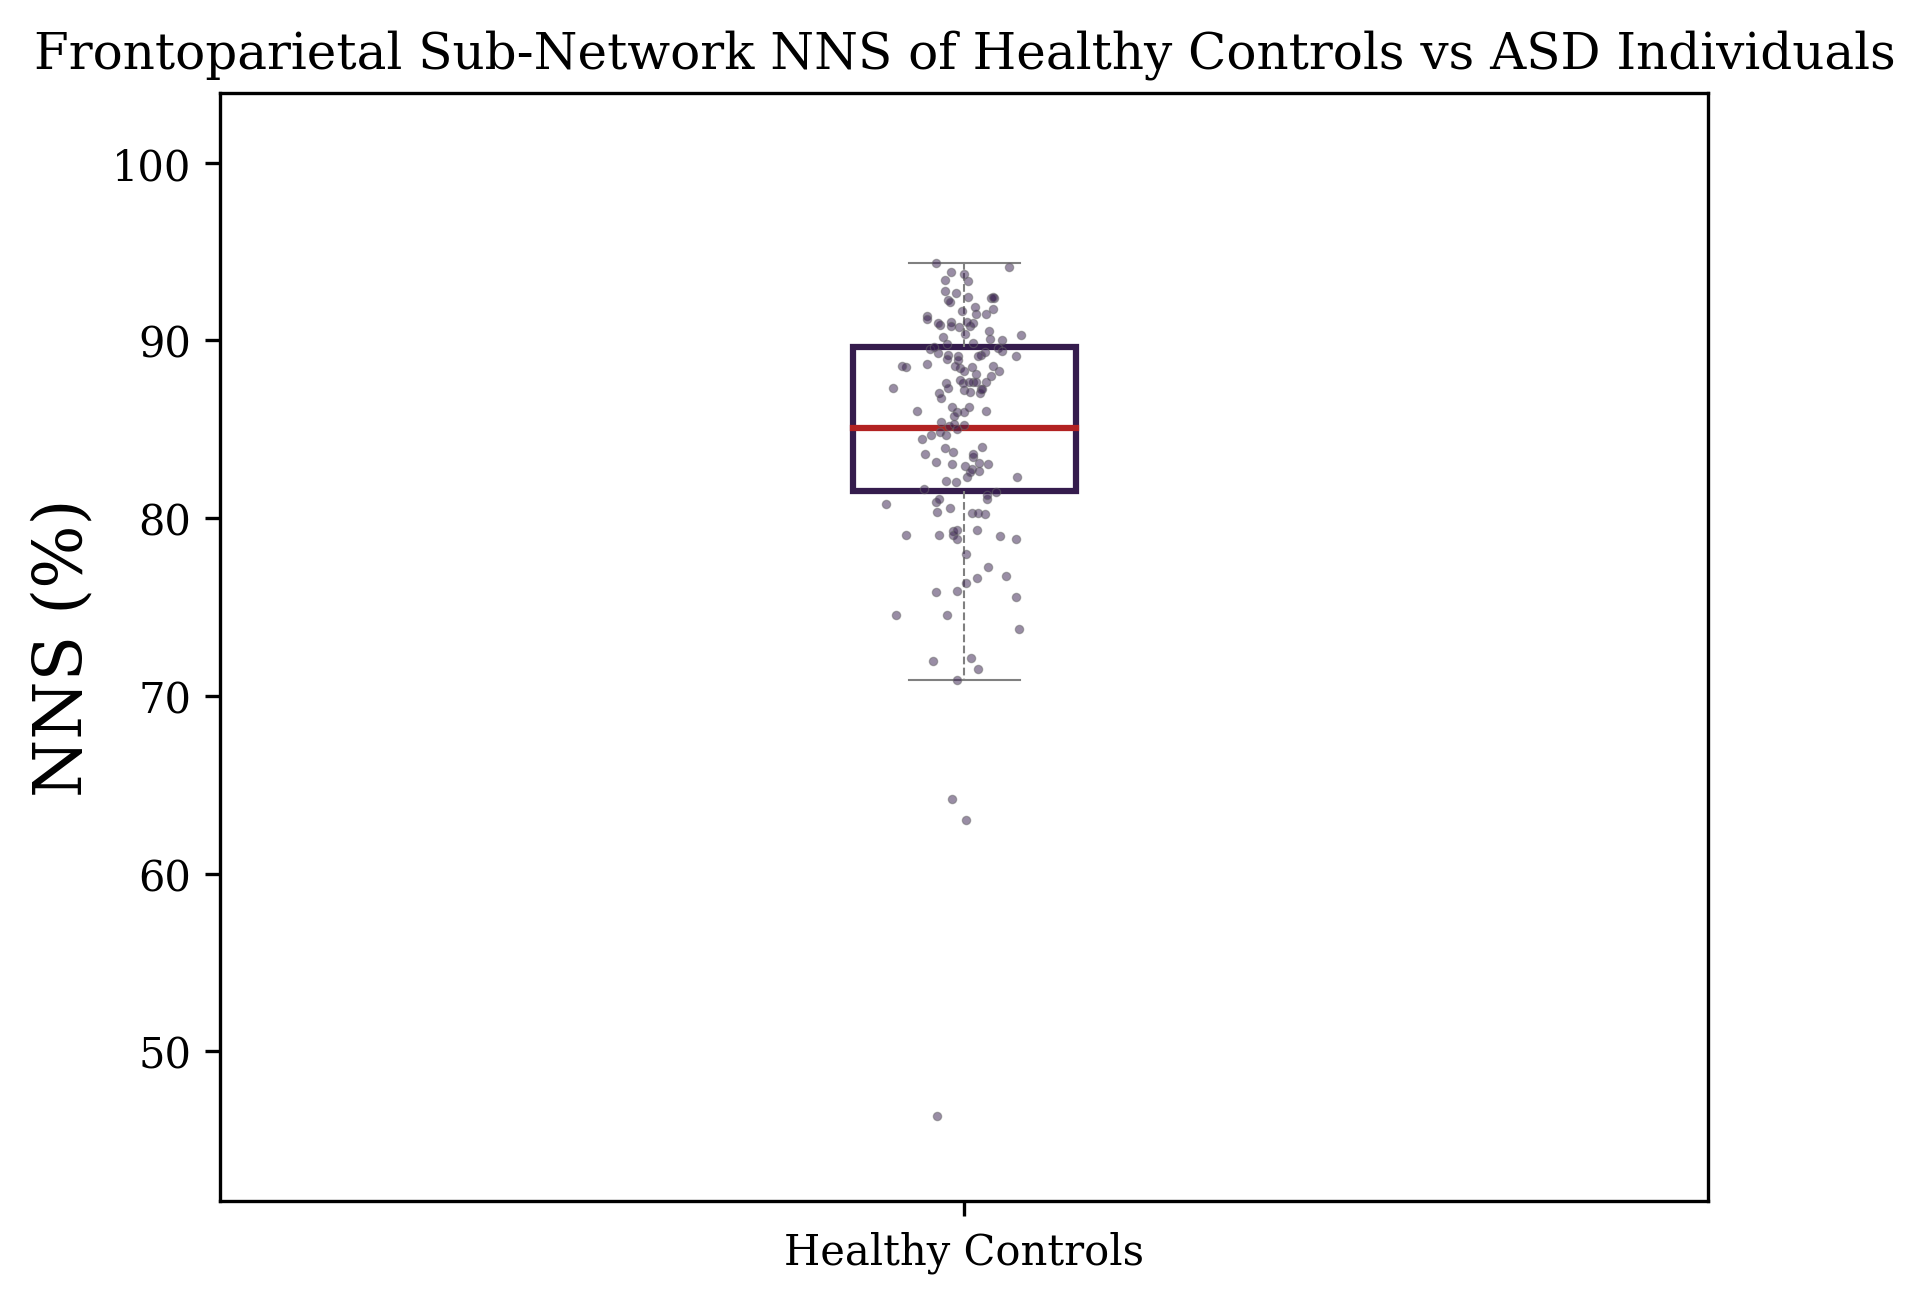 Frontoparietal Sub-Network NNS of Healthy Controls vs ASD Individuals
NNS (%)
100
90
80
70
60
50
Healthy Controls